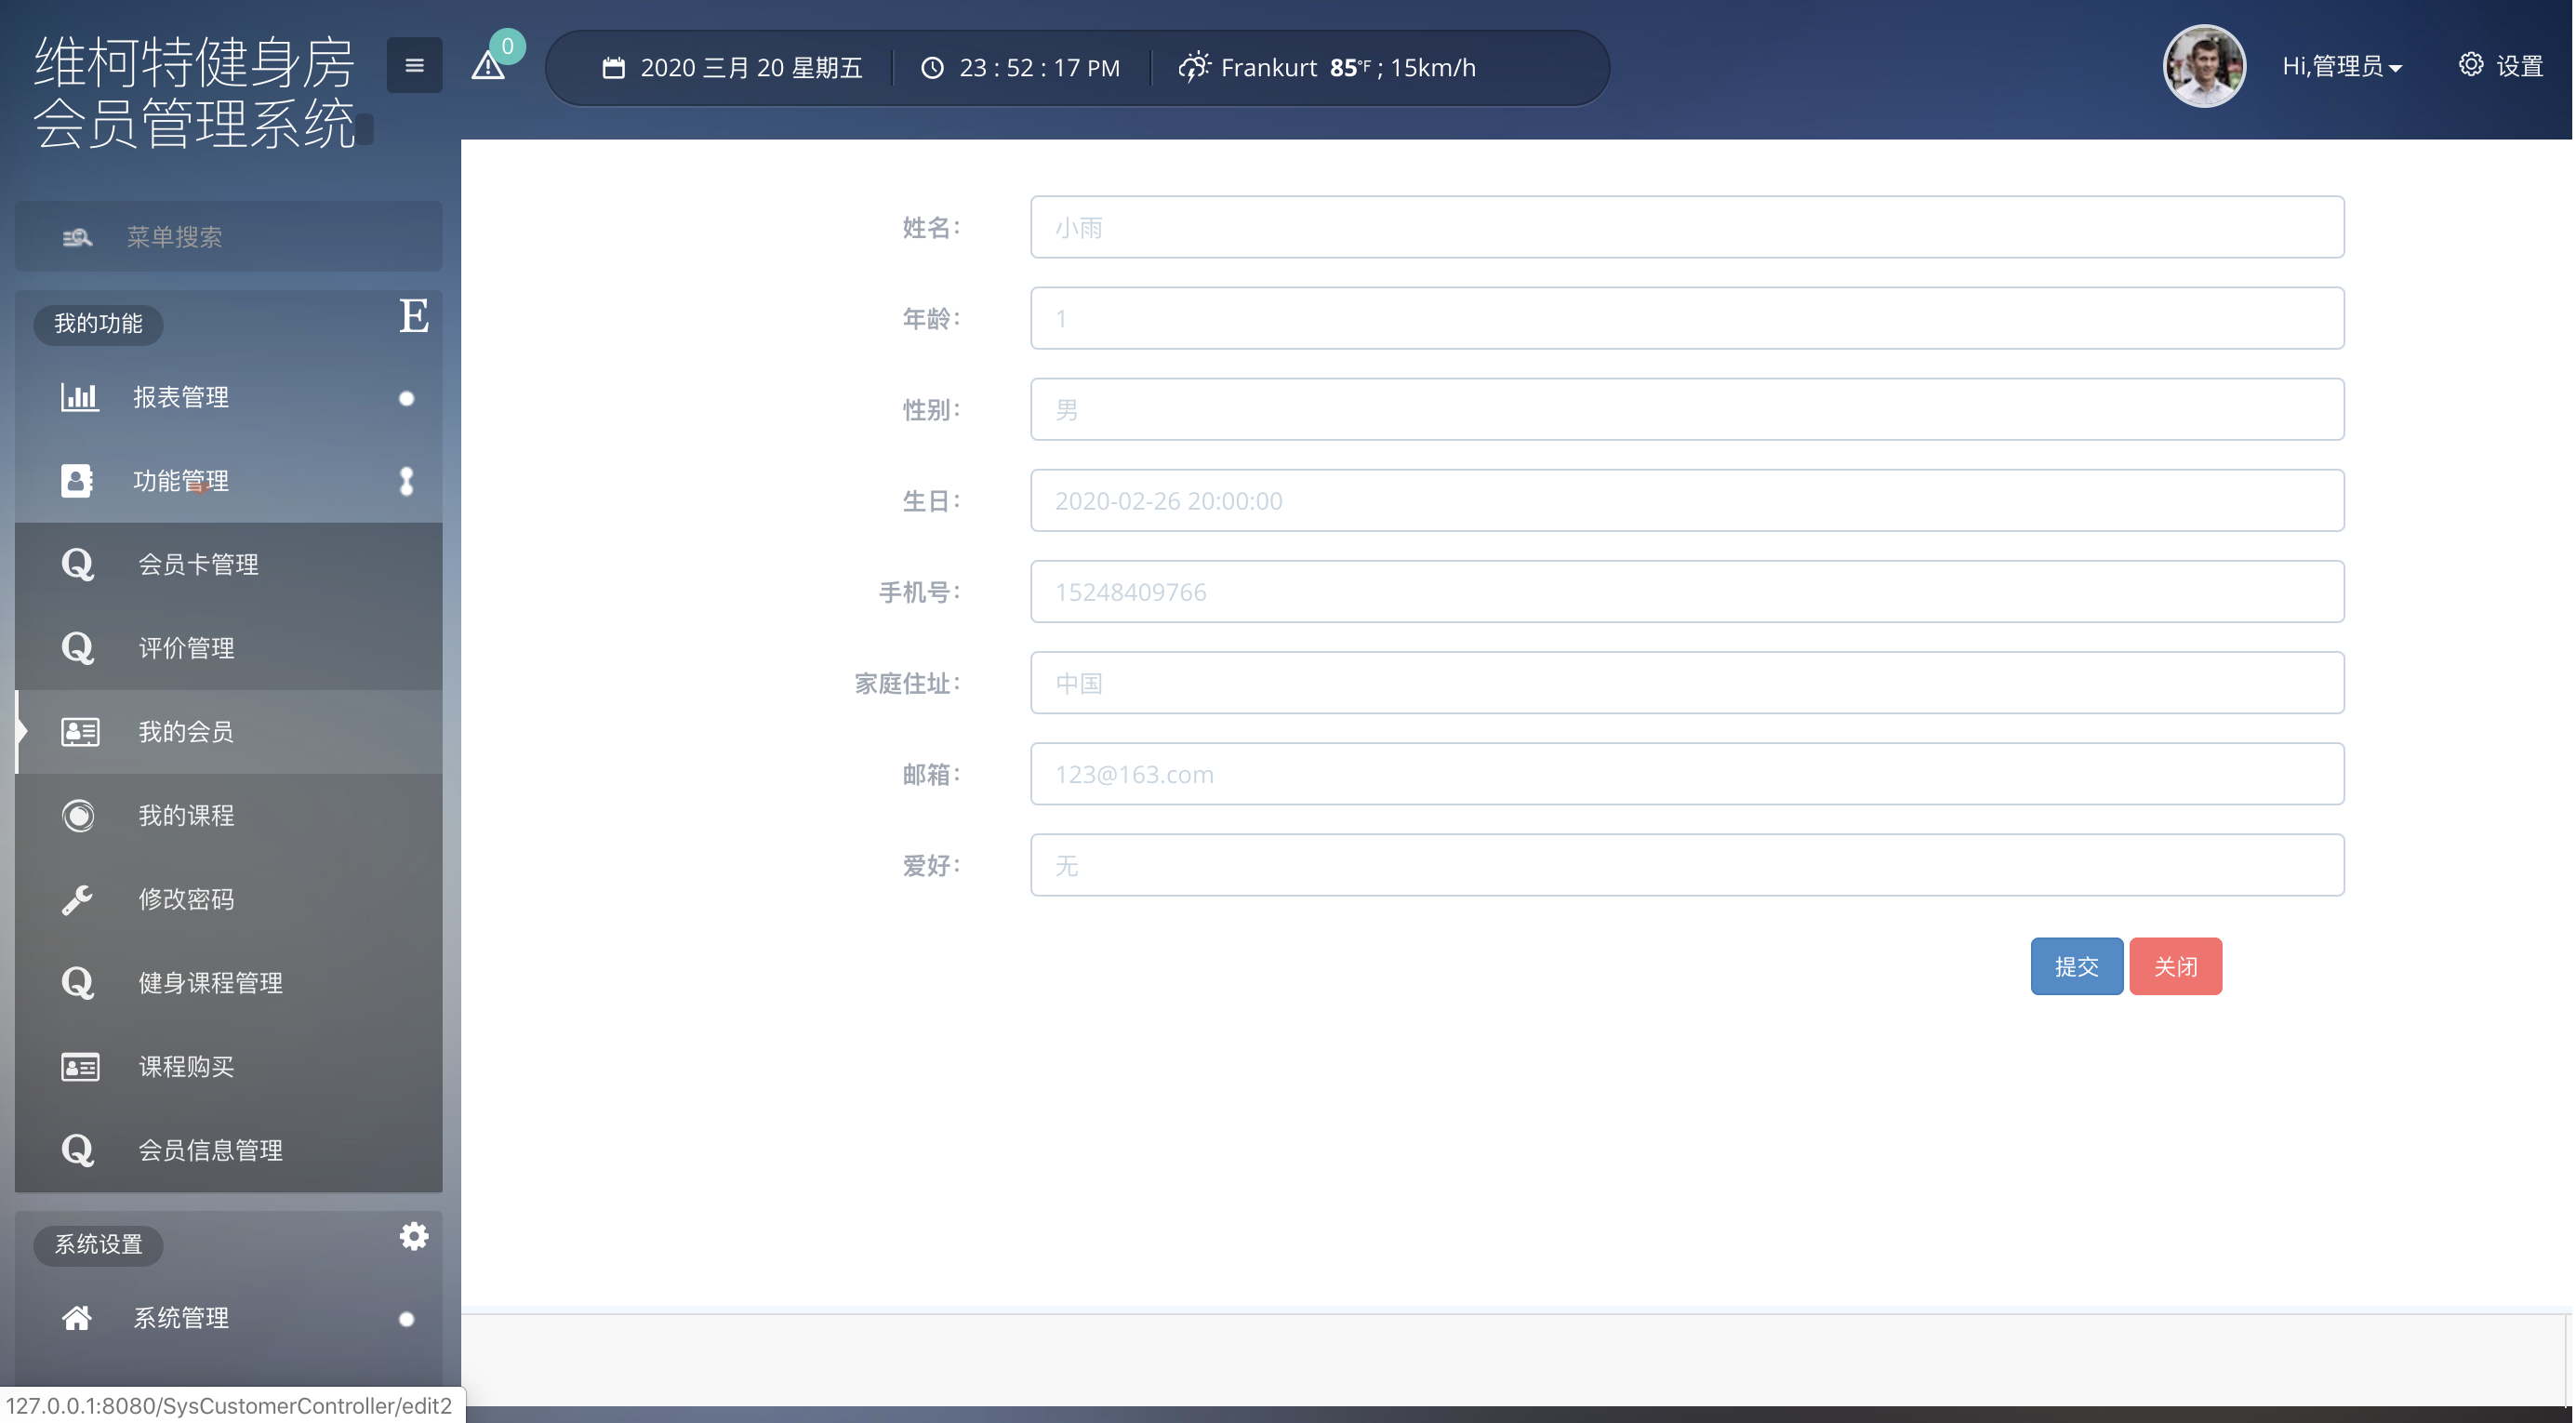 维柯特健身房
会员管理系统
0
2020 三月 20 星期五
23 : 52 : 17 PM
Frankurt 85°F ; 15km/h
Hi,管理员
设置
菜单搜索
我的功能
E
报表管理
功能管理
Q 会员卡管理
Q 评价管理
我的会员
我的课程
修改密码
Q 健身课程管理
课程购买
Q 会员信息管理
系统设置
系统管理
姓名： 小雨
年龄： 1
性别： 男
生日： 2020-02-26 20:00:00
手机号： 15248409766
家庭住址： 中国
邮箱： 123@163.com
爱好： 无
提交 关闭
127.0.0.1:8080/SysCustomerController/edit2